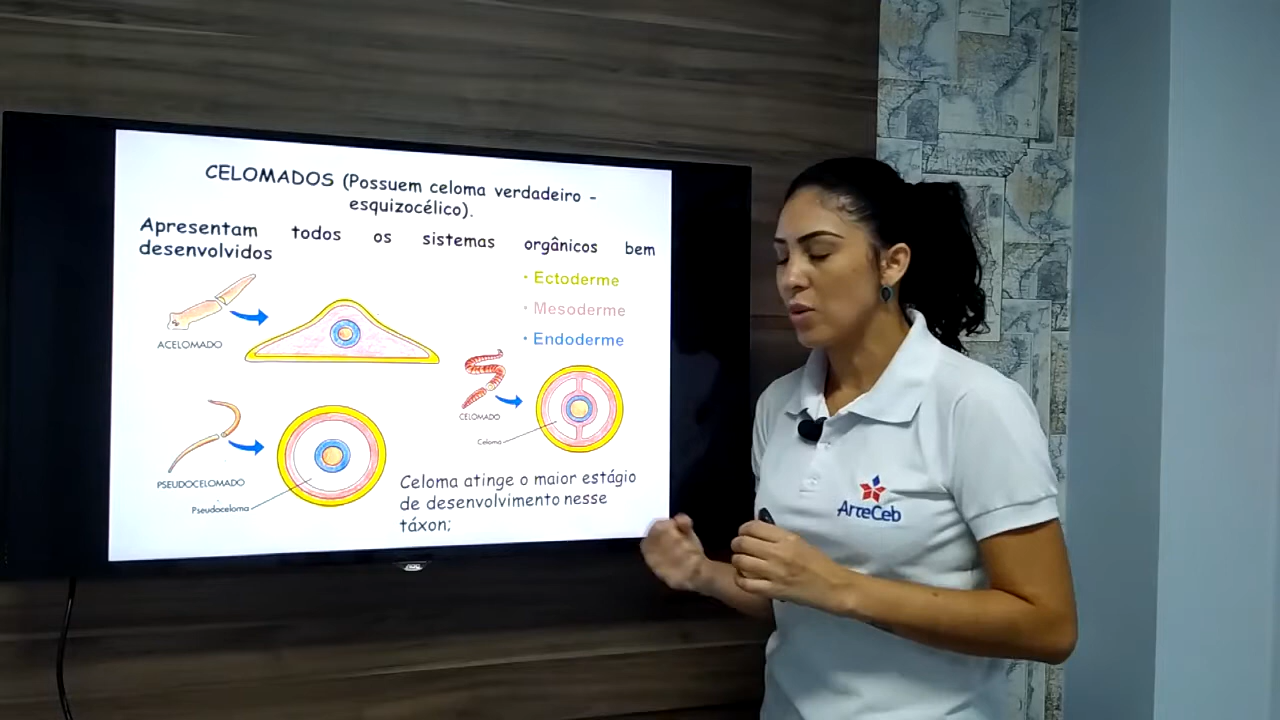 CELOMADOS (Possuem celoma verdadeiro -
esquizocélico).
Apresentam todos os sistemas orgânicos bem
desenvolvidos
• Ectoderme
• Mesoderme
• Endoderme
ACELOMADO
CELOMADO
Celoma
PSEUDOCELOMADO
Pseudoceloma
Celoma atinge o maior estágio
de desenvolvimento nesse
táxon;
ArteCeb